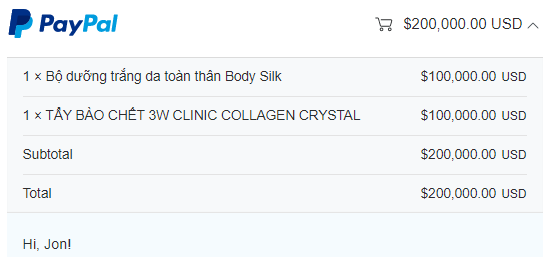 PayPal $200,000.00 USD
1 × Bộ dưỡng trắng da toàn thân Body Silk $100,000.00 USD
1 × TẨY BÀO CHẾT 3W CLINIC COLLAGEN CRYSTAL $100,000.00 USD
Subtotal $200,000.00 USD
Total $200,000.00 USD
Hi, Jon!